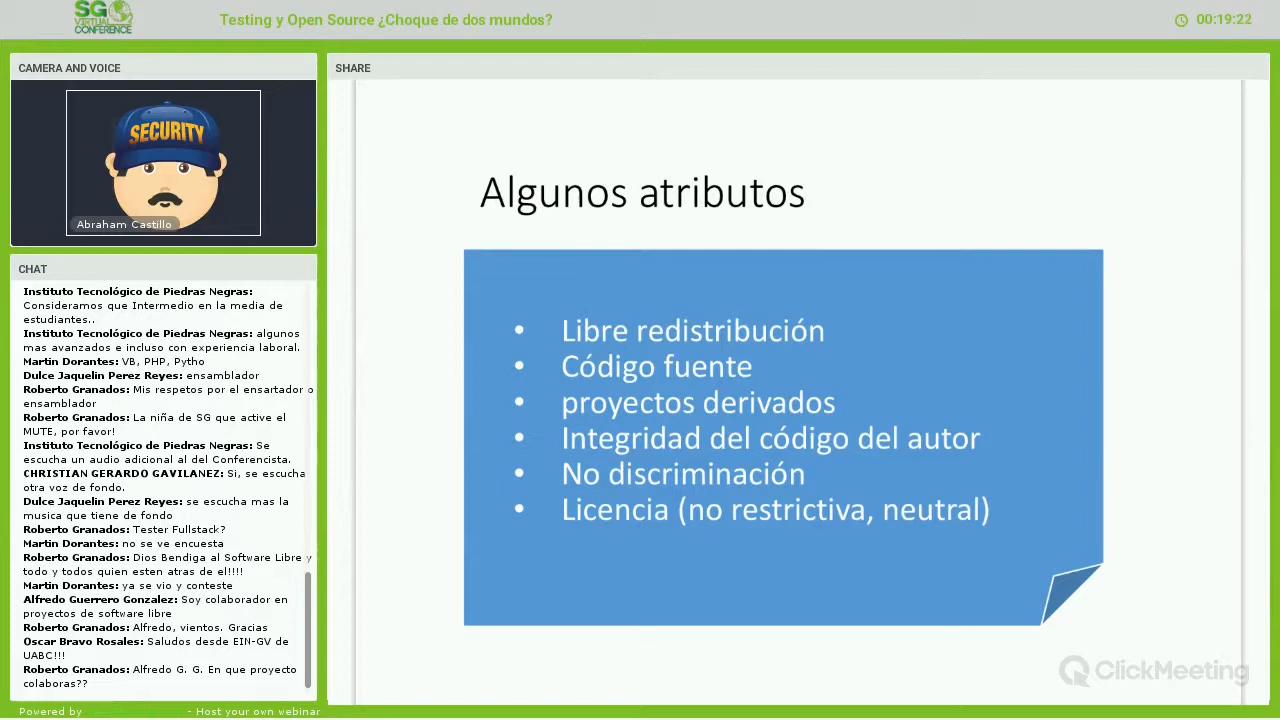 SG
VIRTUAL
CONFERENCE
Testing y Open Source ¿Choque de dos mundos?
00:19:22
CAMERA AND VOICE
SECURITY
Abraham Castillo
CHAT
Instituto Tecnológico de Piedras Negras:
Consideramos que Intermedio en la media de
estudiantes..
Instituto Tecnológico de Piedras Negras: algunos
mas avanzados e incluso con experiencia laboral.
Martin Dorantes: VB, PHP, Pytho
Dulce Jaquelin Perez Reyes: ensamblador
Roberto Granados: Mis respetos por el ensartador o
ensamblador
Roberto Granados: La niña de SG que active el
MUTE, por favor!
Instituto Tecnológico de Piedras Negras: Se
escucha un audio adicional al del Conferencista.
CHRISTIAN GERARDO GAVILANEZ: Si, se escucha
otra voz de fondo.
Dulce Jaquelin Perez Reyes: se escucha mas la
musica que tiene de fondo
Roberto Granados: Tester Fullstack?
Martin Dorantes: no se ve encuesta
Roberto Granados: Dios Bendiga al Software Libre y
todo y todos quien esten atras de el!!!!
Martin Dorantes: ya se vio y conteste
Alfredo Guerrero Gonzalez: Soy colaborador en
proyectos de software libre
Roberto Granados: Alfredo, vientos. Gracias
Oscar Bravo Rosales: Saludos desde EIN-GV de
UABC!!!
Roberto Granados: Alfredo G. G. En que proyecto
colaboras??
Powered by - Host your own webinar
SHARE
Algunos atributos
• Libre redistribución
• Código fuente
• proyectos derivados
• Integridad del código del autor
• No discriminación
• Licencia (no restrictiva, neutral)
ClickMeeting